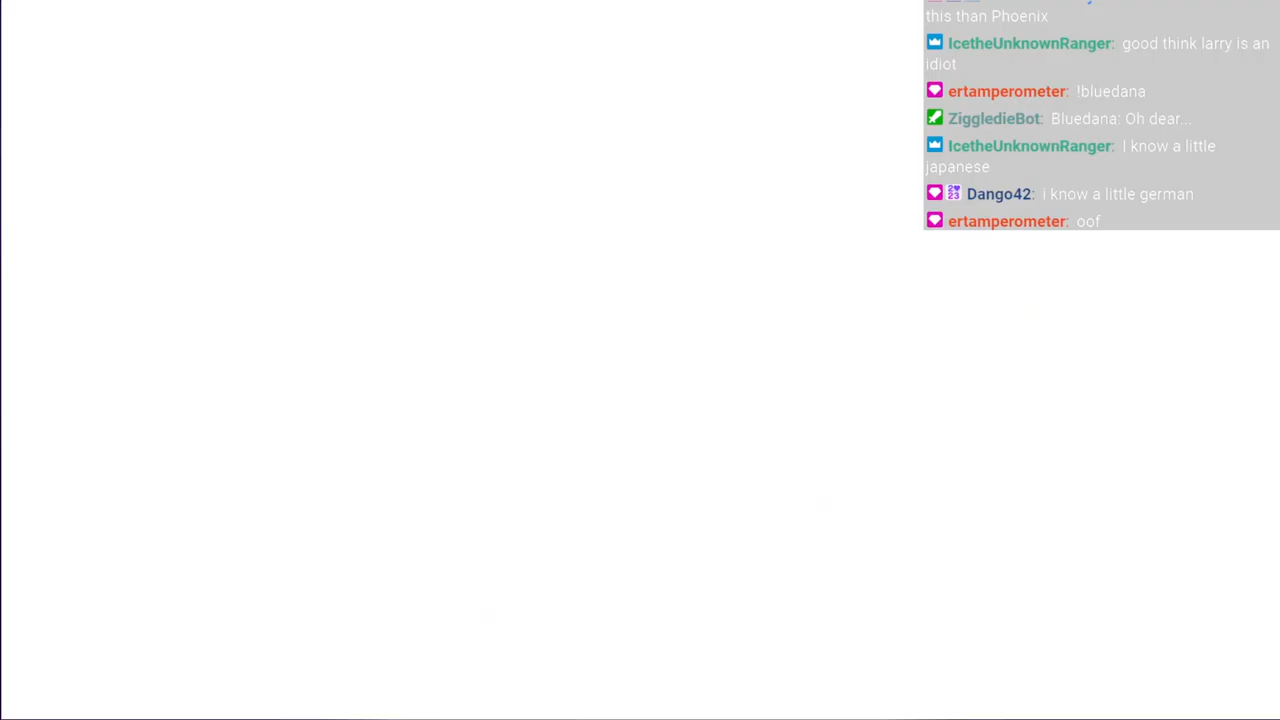 this than Phoenix
IcetheUnknownRanger: good think larry is an
idiot
ertamperometer: !bluedana
ZiggledieBot: Bluedana: Oh dear...
IcetheUnknownRanger: I know a little
japanese
Dango42: i know a little german
ertamperometer: oof